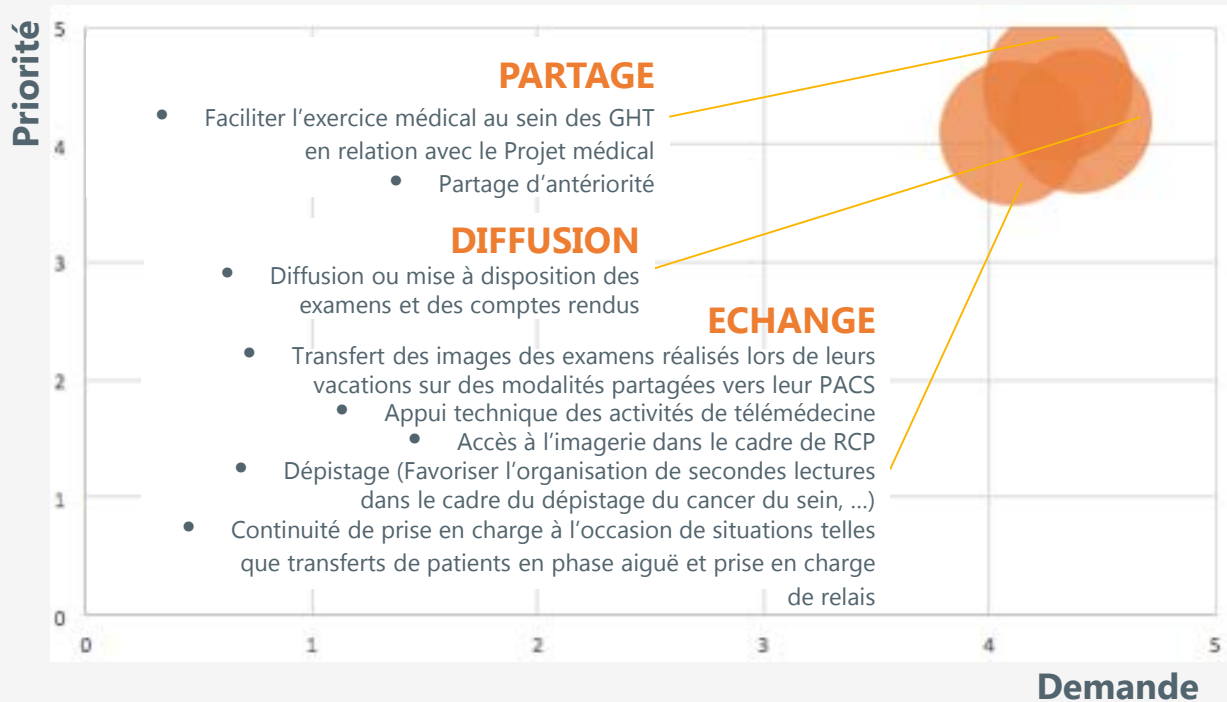 Priorité
5
PARTAGE
• Faciliter l’exercice médical au sein des GHT
en relation avec le Projet médical
• Partage d’antériorité
4
DIFFUSION
• Diffusion ou mise à disposition des
examens et des comptes rendus
3
ECHANGE
• Transfert des images des examens réalisés lors de leurs
vacations sur des modalités partagées vers leur PACS
2
• Appui technique des activités de télémédecine
• Accès à l’imagerie dans le cadre de RCP
• Dépistage (Favoriser l’organisation de secondes lectures
dans le cadre du dépistage du cancer du sein, …)
1
• Continuité de prise en charge à l’occasion de situations telles
que transferts de patients en phase aiguë et prise en charge
de relais
0
0 1 2 3 4 5
Demande